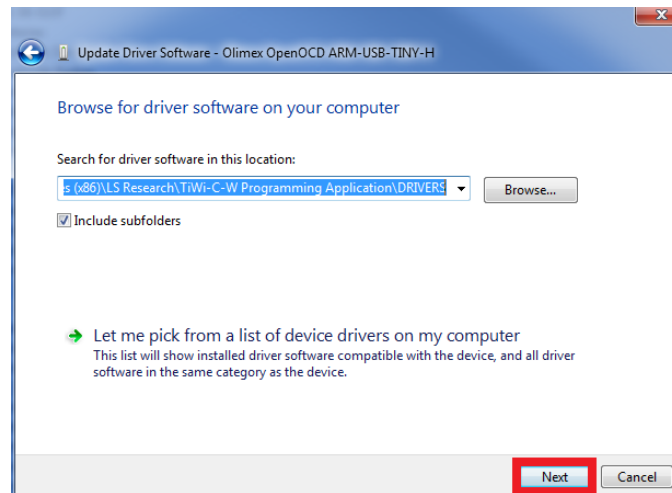 Update Driver Software - Olimex OpenOCD ARM-USB-TINY-H
Browse for driver software on your computer
Search for driver software in this location:
s (x86)\LS Research\TiWi-C-W Programming Application\DRIVERS
Browse...
Include subfolders
Let me pick from a list of device drivers on my computer
This list will show installed driver software compatible with the device, and all driver
software in the same category as the device.
Next
Cancel